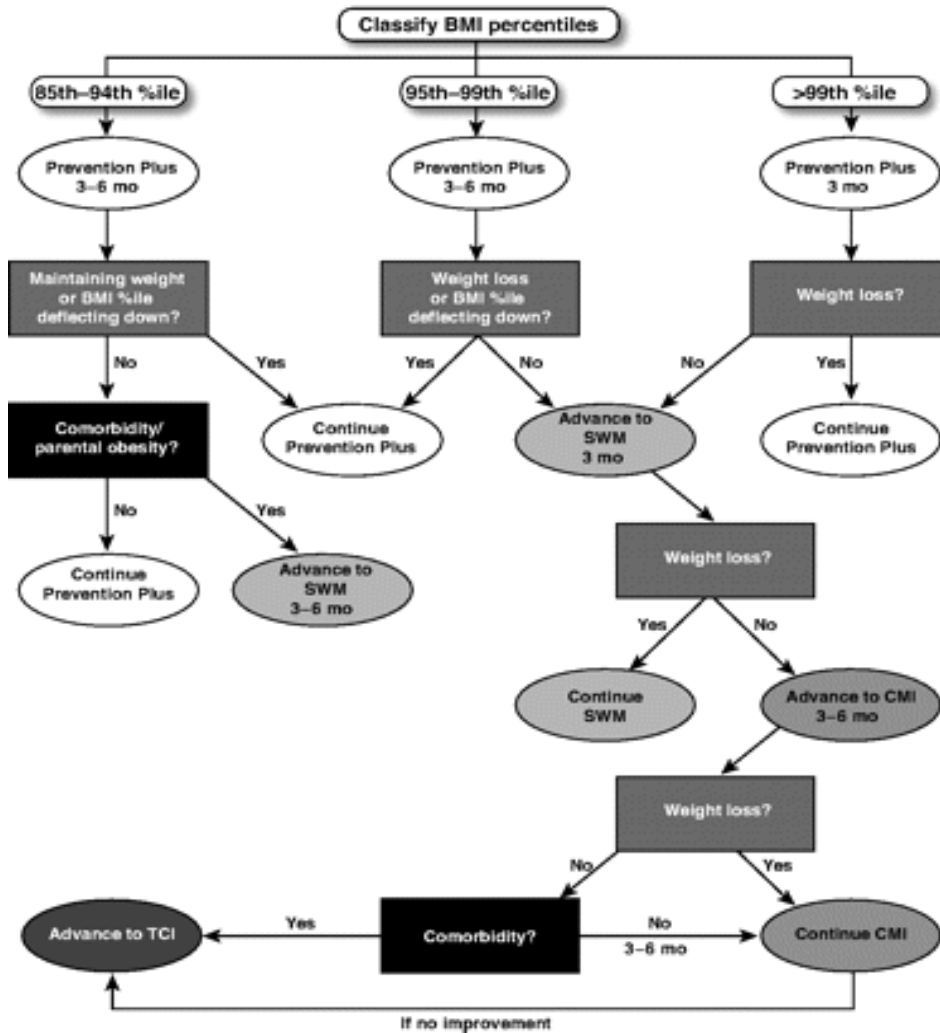 Classify BMI percentiles
85th–94th %ile
95th–99th %ile
>99th %ile
Prevention Plus
3–6 mo
Prevention Plus
3–6 mo
Prevention Plus
3 mo
Maintaining weight
or BMI %ile
deflecting down?
Weight loss
or BMI %ile
deflecting down?
Weight loss?
No
Yes
Yes
No
No
Yes
Comorbidity/
parental obesity?
Continue
Prevention Plus
Advance to
SWM
3 mo
Continue
Prevention Plus
No
Yes
Continue
Prevention Plus
Advance to
SWM
3–6 mo
Weight loss?
Yes
No
Continue
SWM
Advance to CMI
3–6 mo
Weight loss?
No
Yes
Advance to TCI
Yes
Comorbidity?
No
3–6 mo
Continue CMI
If no improvement